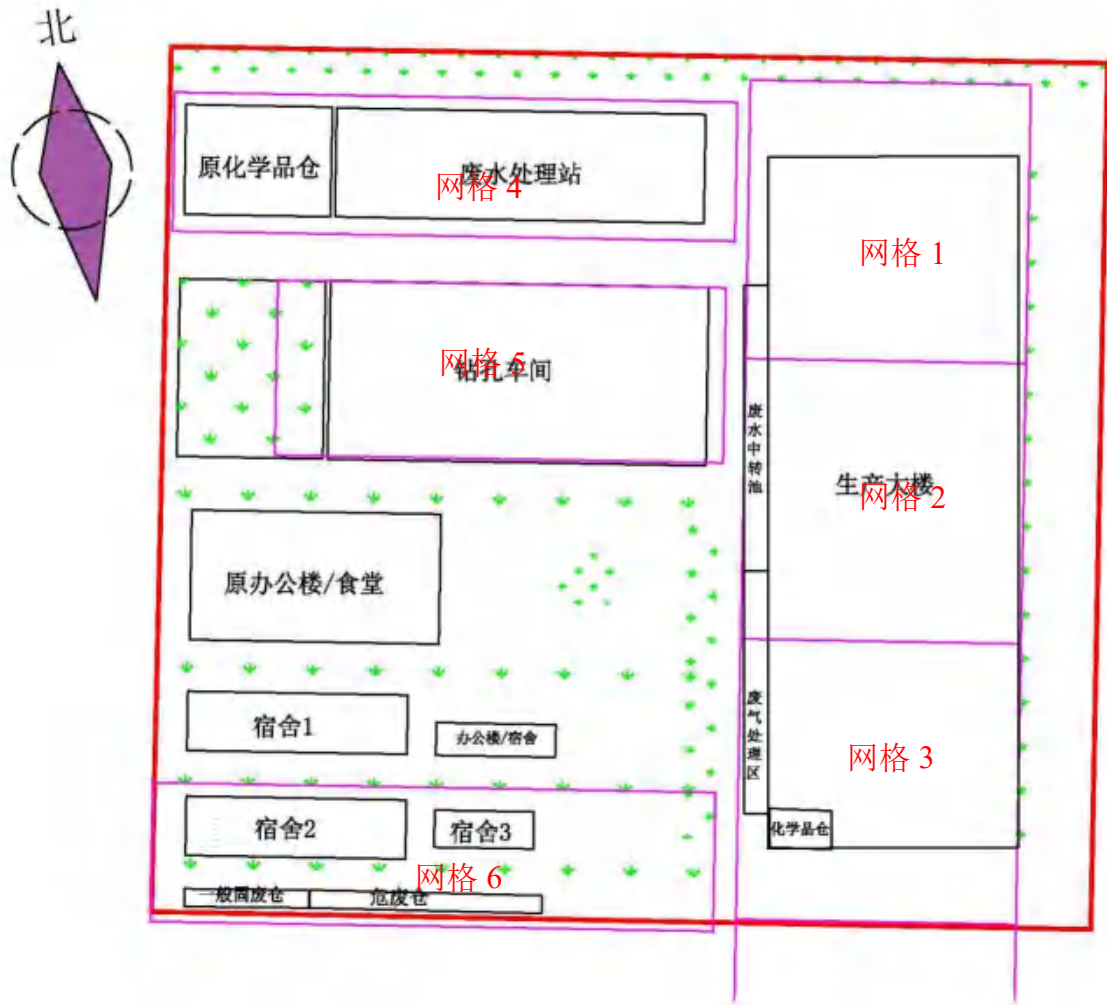 北
原化学品仓
废水处理站
网格 4
网格 1
网格 5
钻孔车间
废水中转池
生产大楼
网格 2
原办公楼/食堂
宿舍1
办公楼/宿舍
废气处理区
网格 3
宿舍2
宿舍3
化学品仓
网格 6
一般固废仓
危废仓